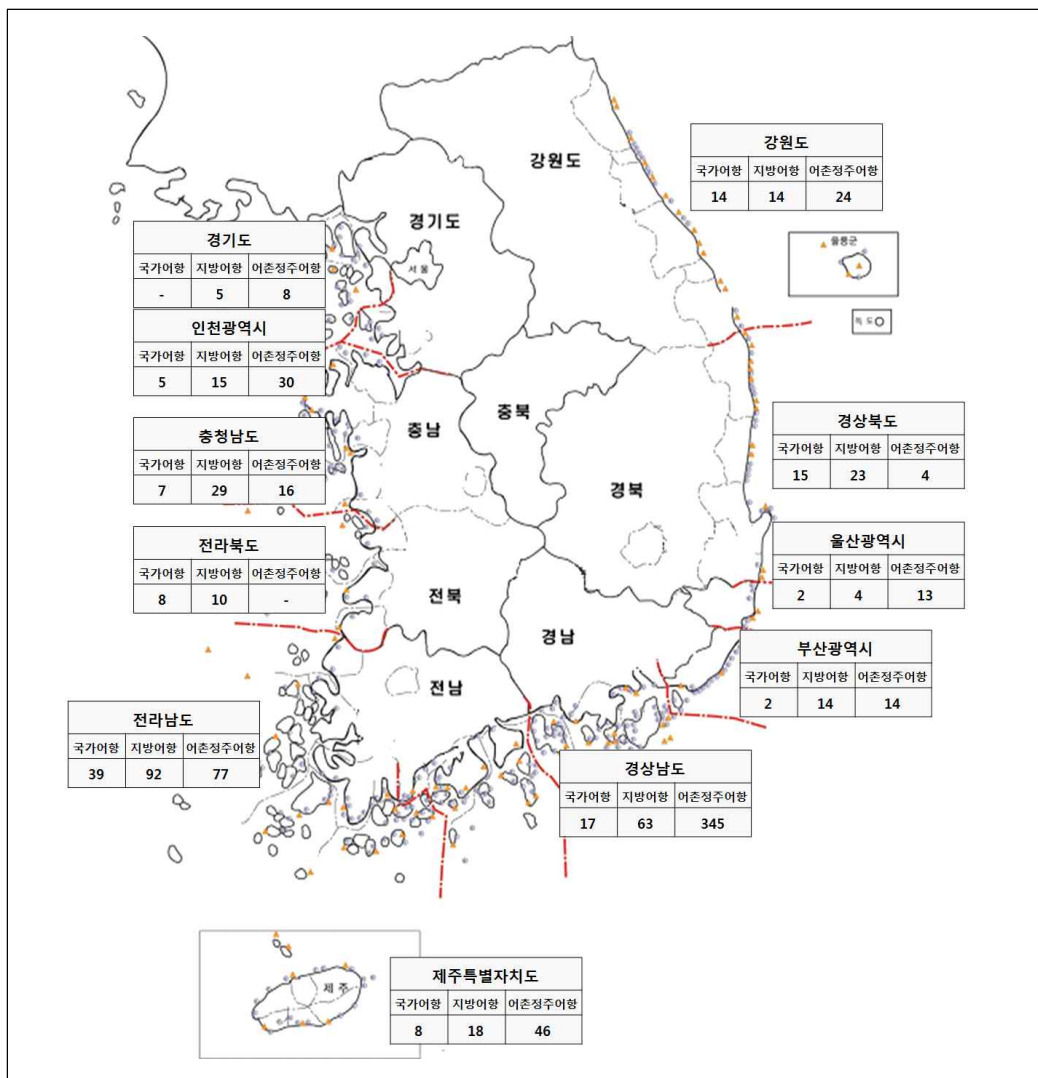 강원도
국가어항 지방어항 어촌정주어항
14 14 24
강원도
경기도
서울
울릉군
독도
경기도
국가어항 지방어항 어촌정주어항
- 5 8
인천광역시
국가어항 지방어항 어촌정주어항
5 15 30
충북
충남
충청남도
국가어항 지방어항 어촌정주어항
7 29 16
경상북도
국가어항 지방어항 어촌정주어항
15 23 4
경북
전라북도
국가어항 지방어항 어촌정주어항
8 10 -
울산광역시
국가어항 지방어항 어촌정주어항
2 4 13
전북
경남
부산광역시
국가어항 지방어항 어촌정주어항
2 14 14
전남
전라남도
국가어항 지방어항 어촌정주어항
39 92 77
경상남도
국가어항 지방어항 어촌정주어항
17 63 345
제주
제주특별자치도
국가어항 지방어항 어촌정주어항
8 18 46